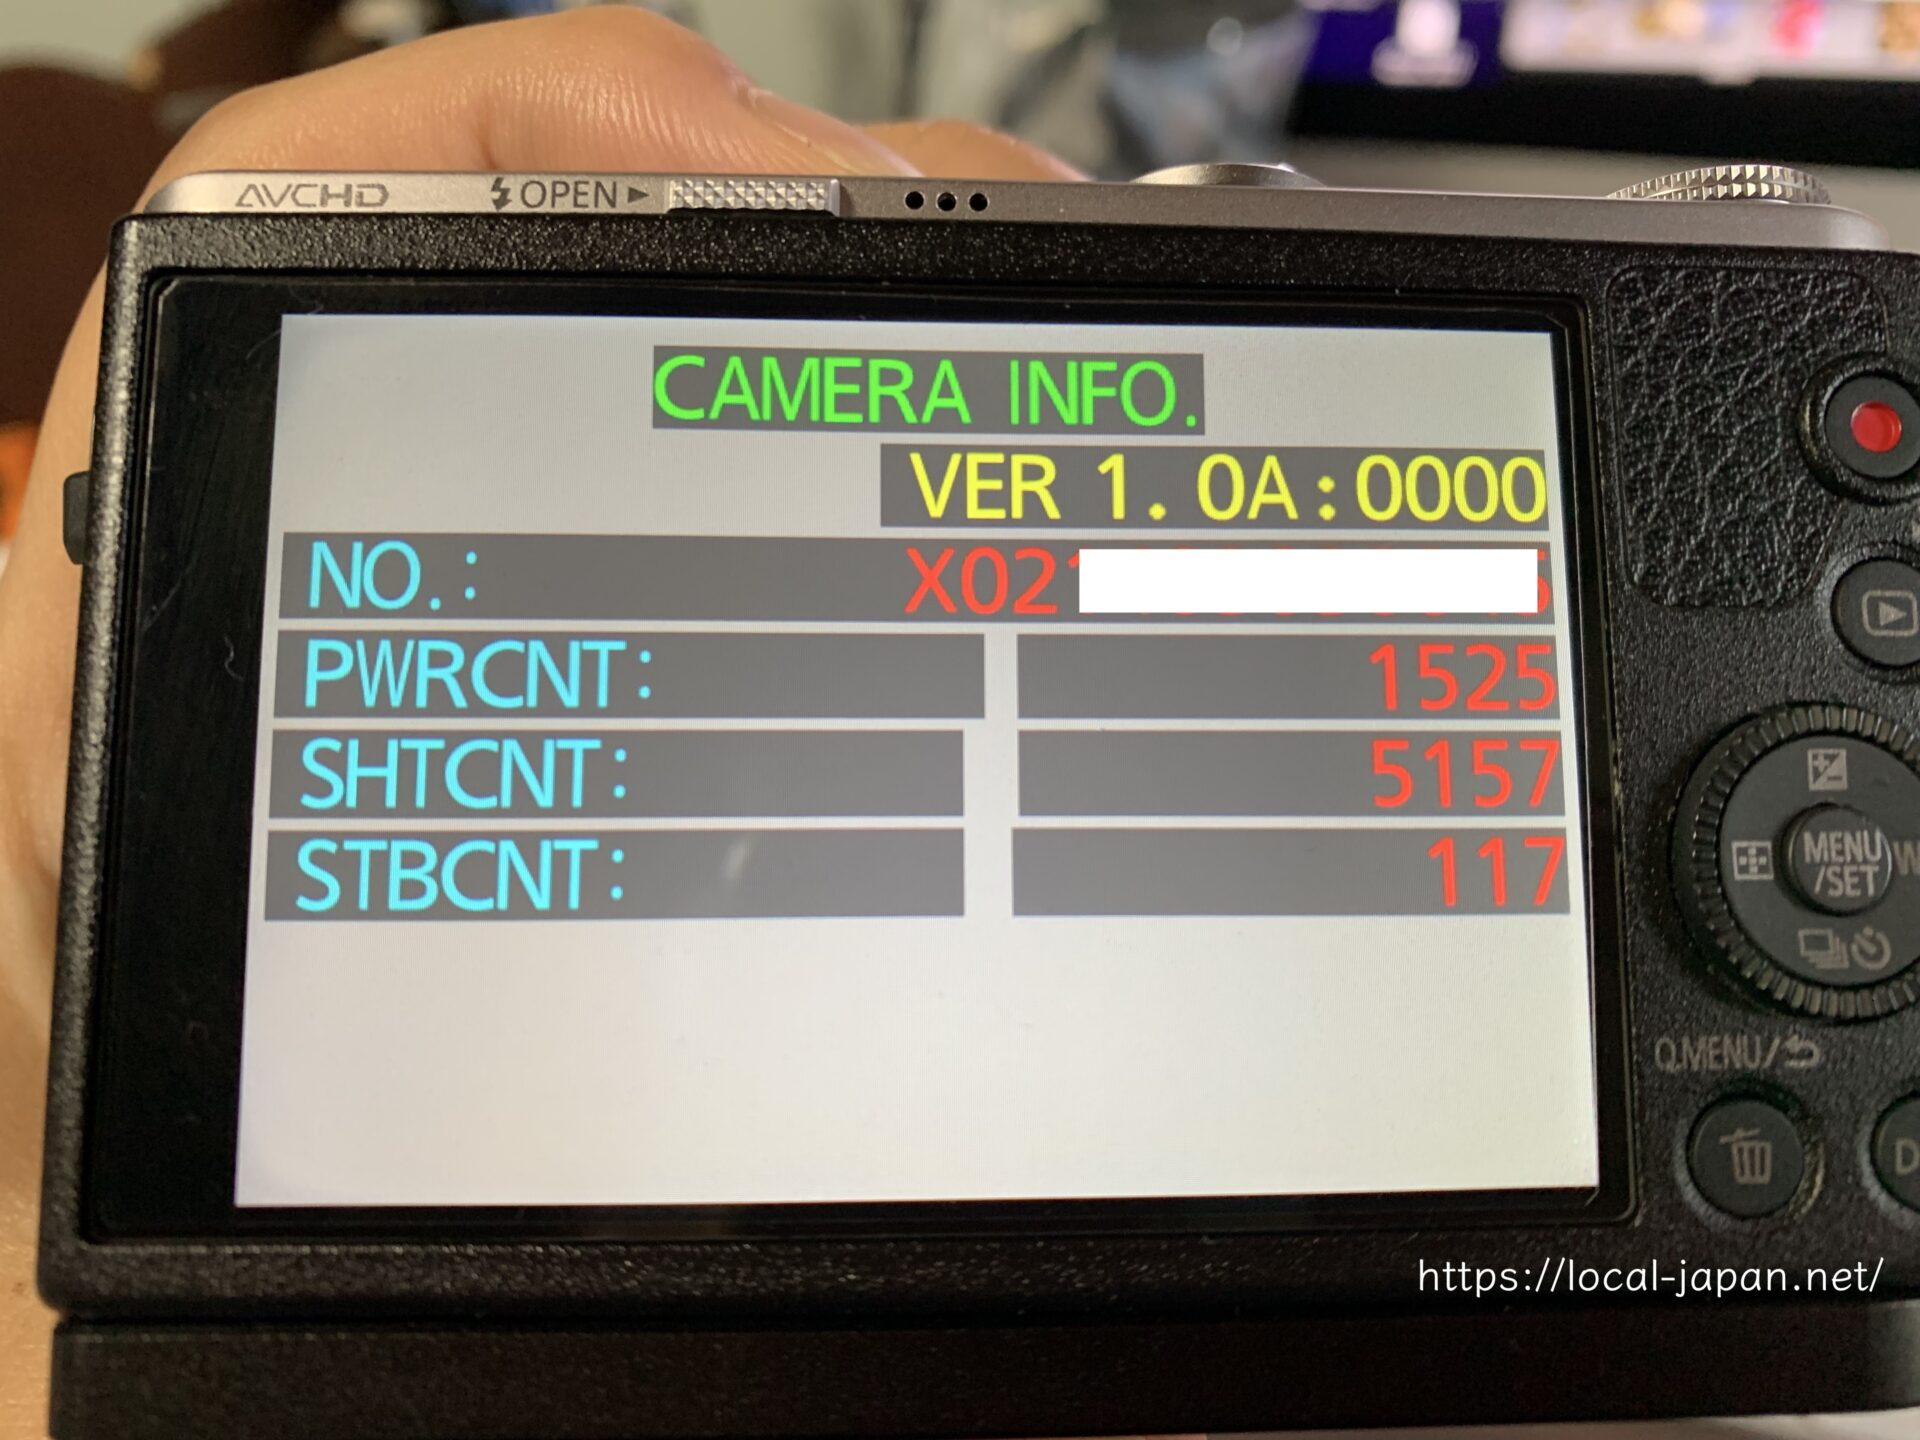 AVCHD OPEN
CAMERA INFO.
VER 1. 0A:0000
NO.: X02
PWRCNT: 1525
SHTCNT: 5157
STBCNT: 117
MENU
/SET
Q.MENU/
https://local-japan.net/